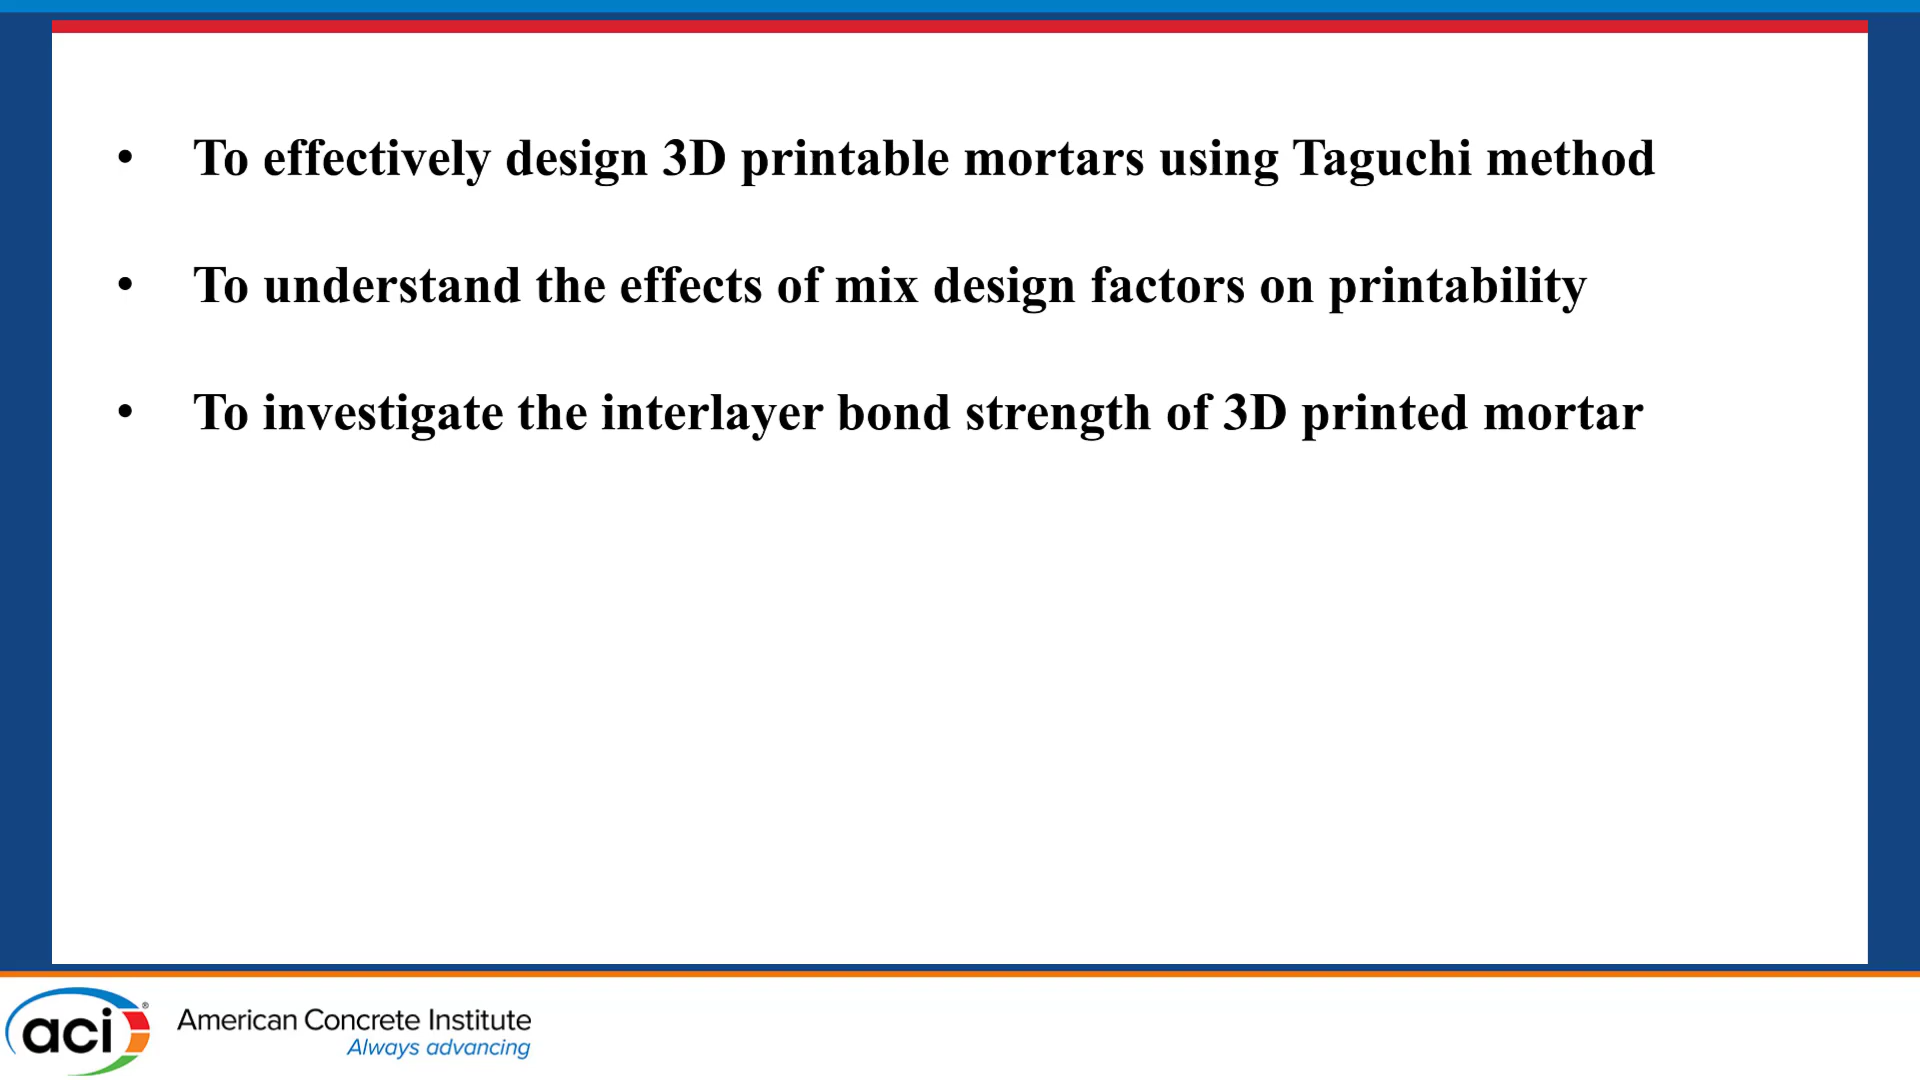 • To effectively design 3D printable mortars using Taguchi method
• To understand the effects of mix design factors on printability
• To investigate the interlayer bond strength of 3D printed mortar
aci®
American Concrete Institute
Always advancing